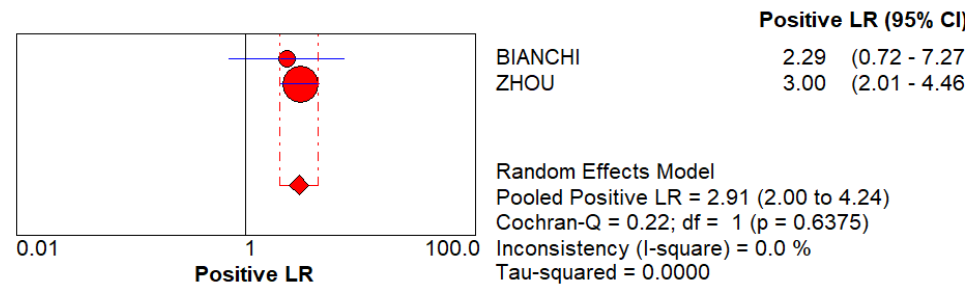 Positive LR (95% CI)
BIANCHI 2.29 (0.72 - 7.27
ZHOU 3.00 (2.01 - 4.46
Random Effects Model
Pooled Positive LR = 2.91 (2.00 to 4.24)
Cochran-Q = 0.22; df = 1 (p = 0.6375)
Inconsistency (I-square) = 0.0 %
Tau-squared = 0.0000
0.01 1 100.0
Positive LR